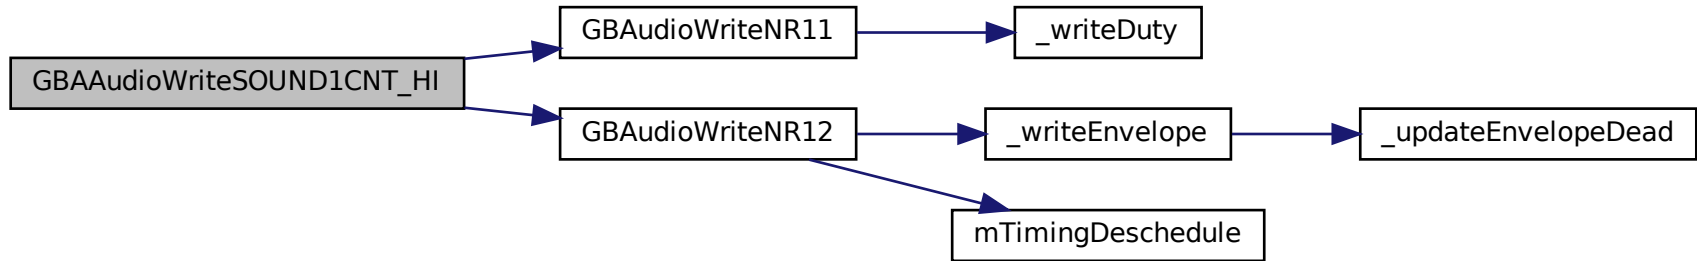 GBAAudioWriteSOUND1CNT_HI
GBAudioWriteNR11
_writeDuty
GBAudioWriteNR12
_writeEnvelope
_updateEnvelopeDead
mTimingDeschedule